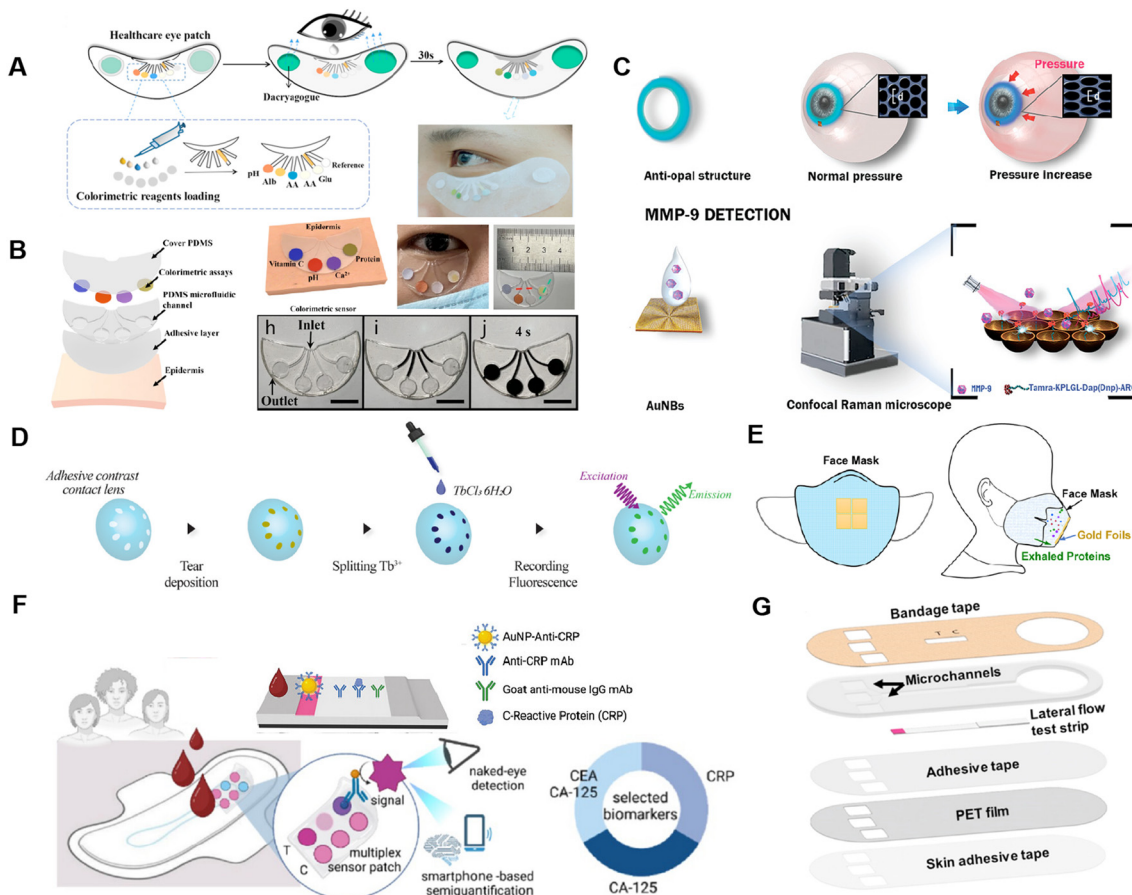 A
Healthcare eye patch
30s
Dacryagogue
Colorimetric reagents loading
pH
Alb
AA
AA
Glu
Reference
B
Cover PDMS
Colorimetric assays
PDMS microfluidic
channel
Adhesive layer
Epidermis
Epidermis
Vitamin C
pH
Ca²⁺
Protein
Colorimetric sensor
0 1 2 3 4
h
Inlet
Outlet
i
j
4 s
C
Pressure
d
d
Anti-opal structure
Normal pressure
Pressure increase
MMP-9 DETECTION
AuNBs
Confocal Raman microscope
MMP-9
Tamra-KPLGL-Dap(Dnp)-AR
D
Adhesive contrast
contact lens
Tear
deposition
TbCl₃ 6H₂O
Splitting Tb³⁺
Excitation
Emission
Recording
Fluorescence
E
Face Mask
Face Mask
Gold Foils
Exhaled Proteins
F
AuNP-Anti-CRP
Anti-CRP mAb
Goat anti-mouse IgG mAb
C-Reactive Protein (CRP)
T
C
multiplex
sensor patch
signal
naked-eye
detection
smartphone -based
semiquantification
CEA
CA-125
CRP
selected
biomarkers
CA-125
G
Bandage tape
T C
Microchannels
Lateral flow
test strip
Adhesive tape
PET film
Skin adhesive tape